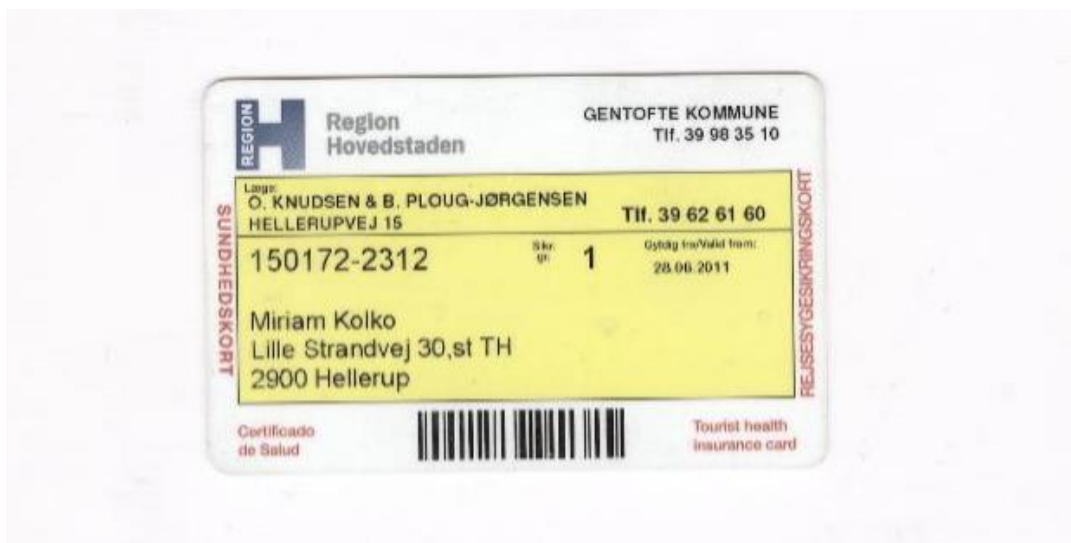 REGION
Region
Hovedstaden
GENTOFTE KOMMUNE
Tlf. 39 98 35 10
Læge:
O. KNUDSEN & B. PLOUG-JØRGENSEN
HELLERUPVEJ 15
Tlf. 39 62 61 60
150172-2312
Sikr.
gr.
1
Gyldig fra/Valid from:
28.06.2011
Miriam Kolko
Lille Strandvej 30,st TH
2900 Hellerup
SUNDHEDSKORT
REJSESYGESIKRINGSKORT
Certificado
de Salud
Tourist health
insurance card